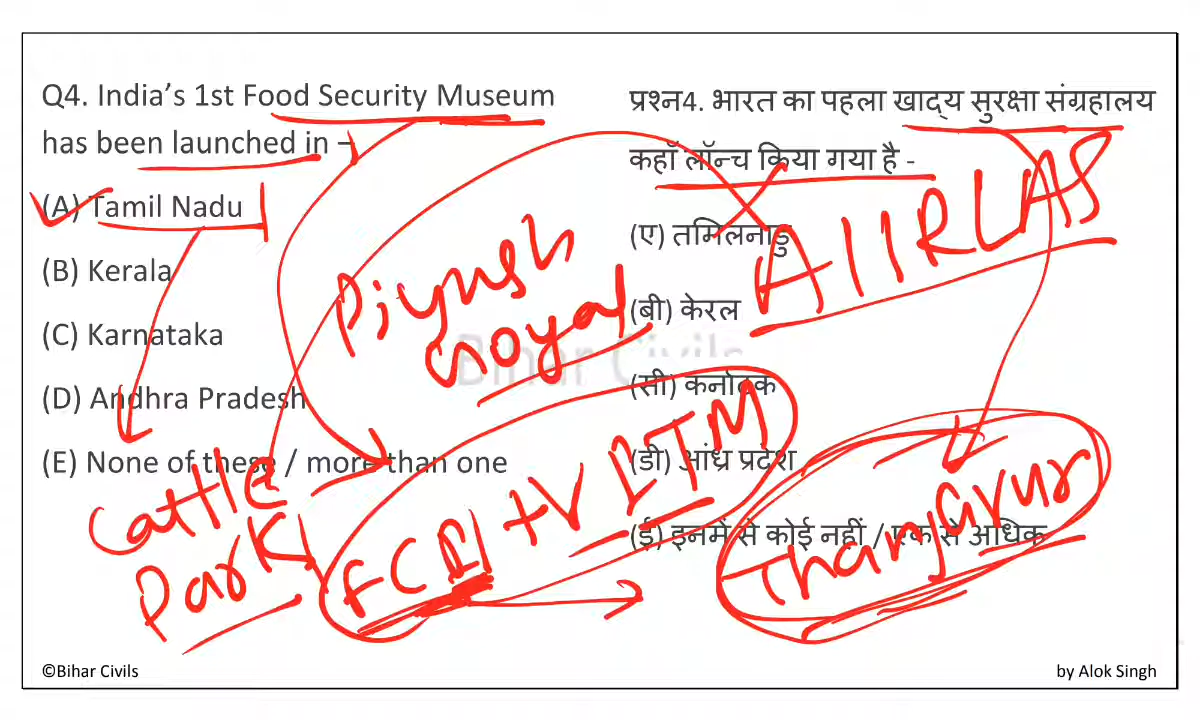 Q4. India's 1st Food Security Museum
has been launched in -
(A) Tamil Nadu
(B) Kerala
(C) Karnataka
(D) Andhra Pradesh
(E) None of these / more than one
प्रश्न4. भारत का पहला खाद्य सुरक्षा संग्रहालय
कहाँ लॉन्च किया गया है -
(ए) तमिलनाडु
(बी) केरल
(सी) कर्नाटक
(डी) आंध्र प्रदेश
(ई) इनमें से कोई नहीं / एक से अधिक
Piyush
Goyal
AIIRLAS
Cattle
Park
FCI + V
Thanjavur
Bihar Civils
©Bihar Civils
by Alok Singh